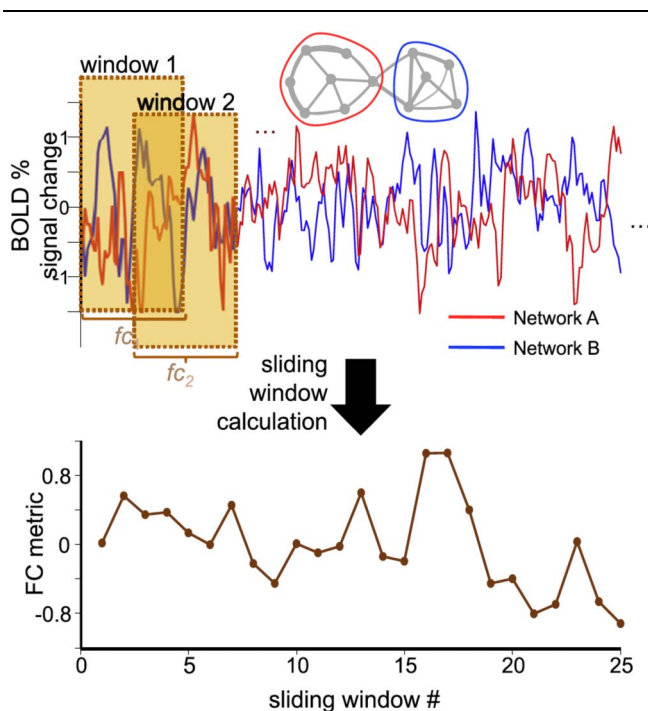 window 1
window 2
...
BOLD %
signal change
1
0
1
...
fc
fc2
Network A
Network B
sliding
window
calculation
FC metric
0.8
0
-0.8
0
5
10
15
20
25
sliding window #